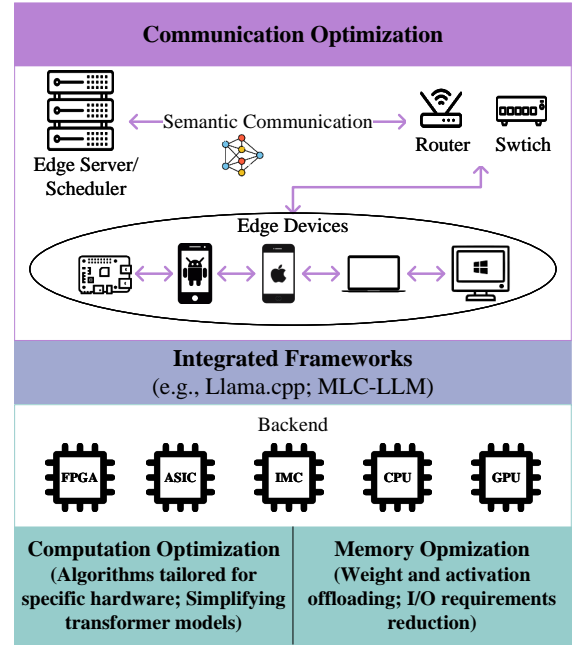 Communication Optimization
Semantic Communication
Edge Server/
Scheduler
Router
Swtich
Edge Devices
Integrated Frameworks
(e.g., Llama.cpp; MLC-LLM)
Backend
FPGA
ASIC
IMC
CPU
GPU
Computation Optimization
(Algorithms tailored for
specific hardware; Simplifying
transformer models)
Memory Opmization
(Weight and activation
offloading; I/O requirements
reduction)